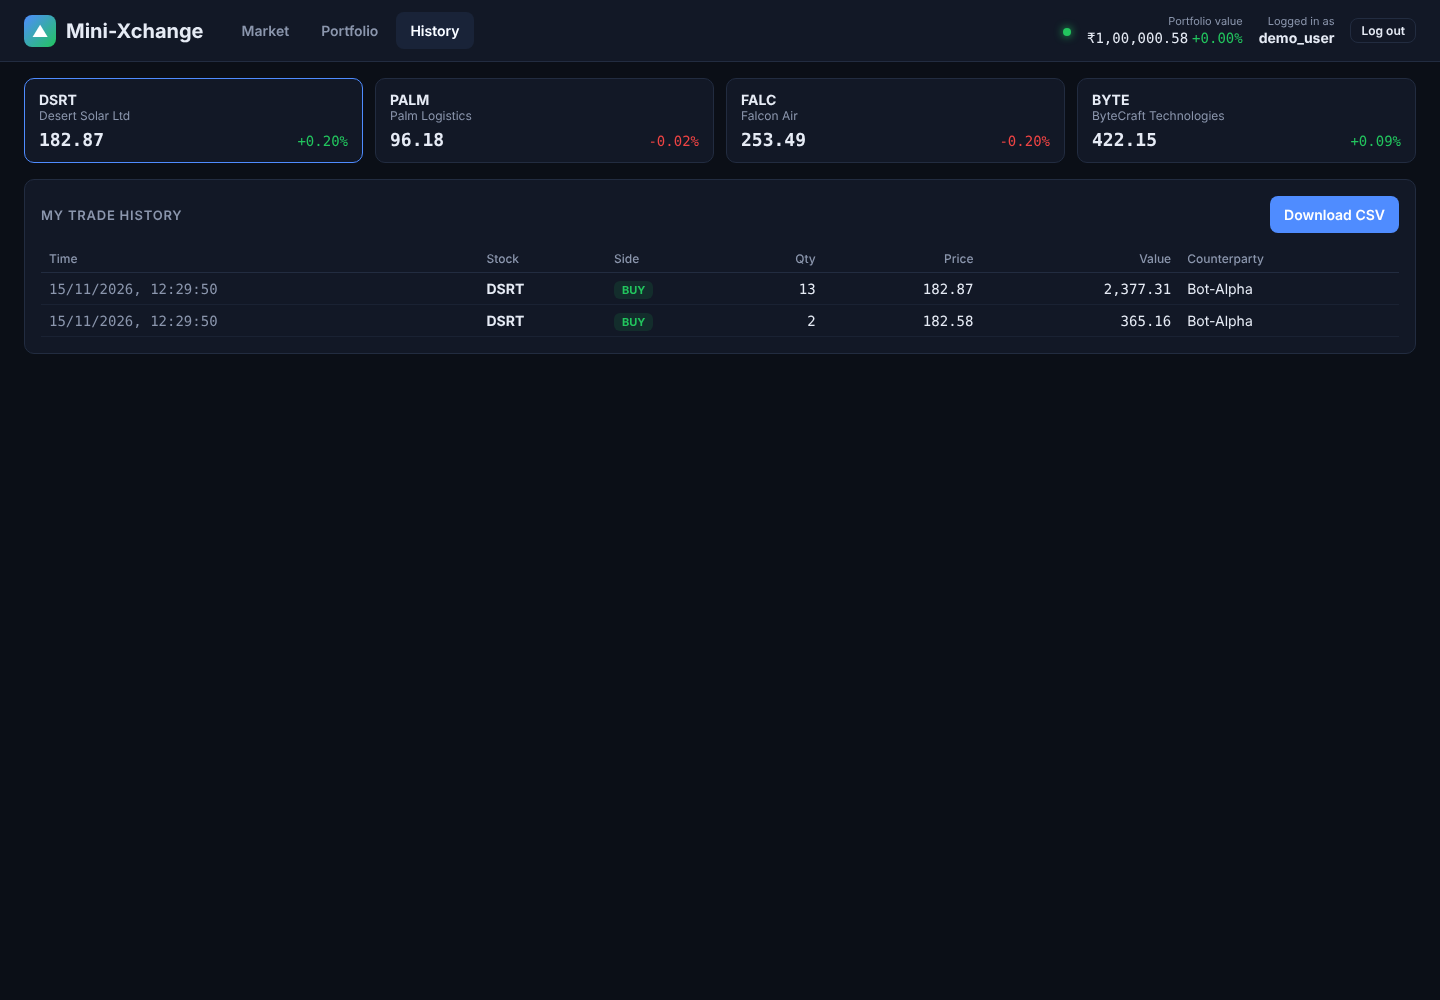 Mini-Xchange
Market
Portfolio
History
Portfolio value
₹1,00,000.58 +0.00%
Logged in as
demo_user
Log out
DSRT
Desert Solar Ltd
182.87 +0.20%
PALM
Palm Logistics
96.18 -0.02%
FALC
Falcon Air
253.49 -0.20%
BYTE
ByteCraft Technologies
422.15 +0.09%
MY TRADE HISTORY
Download CSV
Time Stock Side Qty Price Value Counterparty
15/11/2026, 12:29:50 DSRT BUY 13 182.87 2,377.31 Bot-Alpha
15/11/2026, 12:29:50 DSRT BUY 2 182.58 365.16 Bot-Alpha